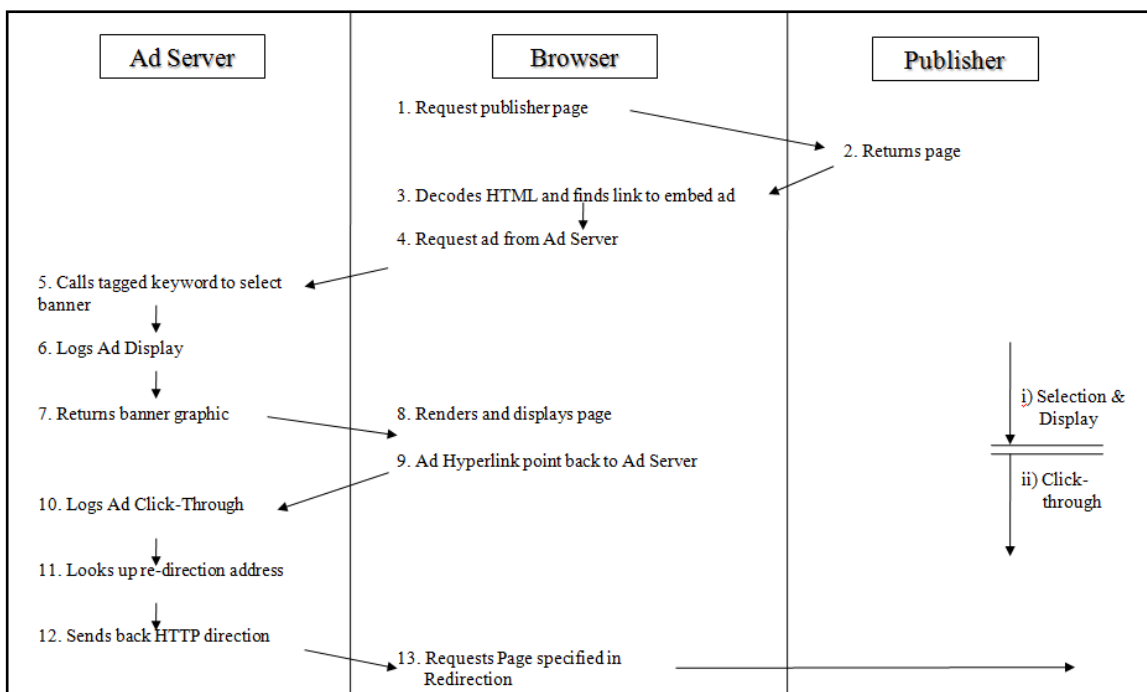 Ad Server
Browser
Publisher
1. Request publisher page
2. Returns page
3. Decodes HTML and finds link to embed ad
4. Request ad from Ad Server
5. Calls tagged keyword to select
banner
6. Logs Ad Display
7. Returns banner graphic
8. Renders and displays page
i) Selection &
Display
9. Ad Hyperlink point back to Ad Server
ii) Click-
through
10. Logs Ad Click-Through
11. Looks up re-direction address
12. Sends back HTTP direction
13. Requests Page specified in
Redirection